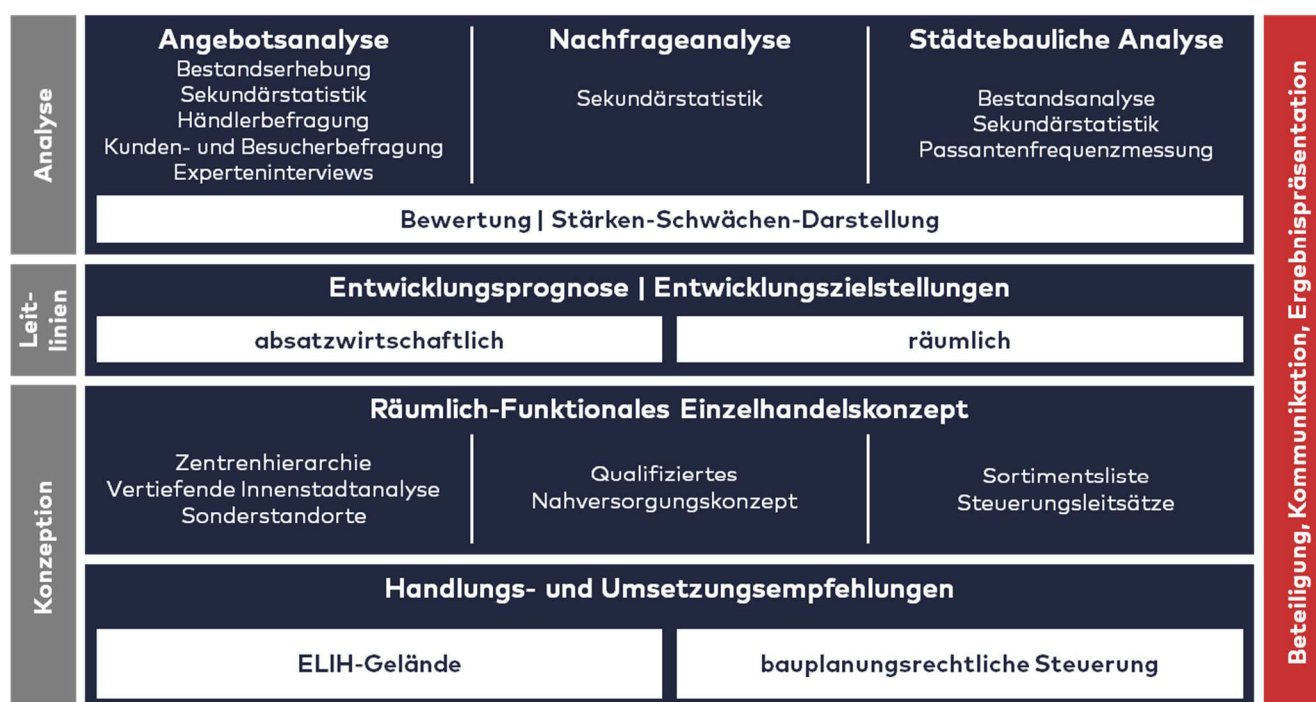 Analyse
Angebotsanalyse
Bestandserhebung
Sekundärstatistik
Händlerbefragung
Kunden- und Besucherbefragung
Experteninterviews
Nachfrageanalyse
Sekundärstatistik
Städtebauliche Analyse
Bestandsanalyse
Sekundärstatistik
Passantenfrequenzmessung
Bewertung | Stärken-Schwächen-Darstellung
Leit-
linien
Entwicklungsprognose | Entwicklungszielstellungen
absatzwirtschaftlich
räumlich
Konzeption
Räumlich-Funktionales Einzelhandelskonzept
Zentrenhierarchie
Vertiefende Innenstadtanalyse
Sonderstandorte
Qualifiziertes
Nahversorgungskonzept
Sortimentsliste
Steuerungsleitsätze
Handlungs- und Umsetzungsempfehlungen
ELIH-Gelände
bauplanungsrechtliche Steuerung
Beteiligung, Kommunikation, Ergebnispräsentation